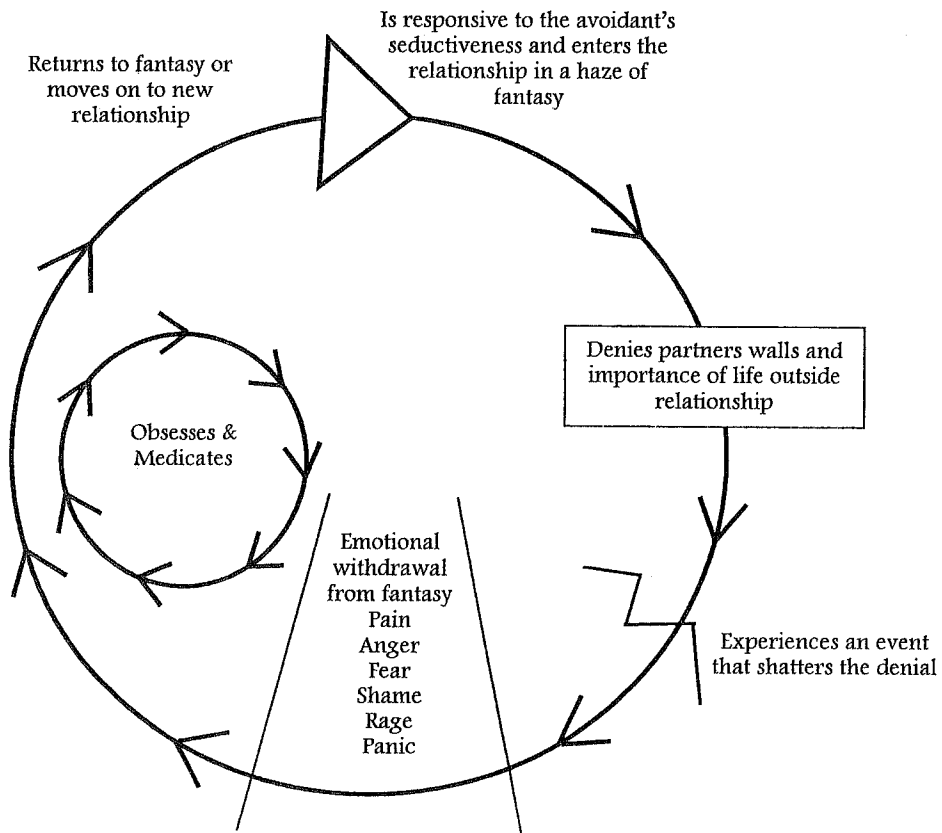 Is responsive to the avoidant's
seductiveness and enters the
relationship in a haze of
fantasy
Returns to fantasy or
moves on to new
relationship
Denies partners walls and
importance of life outside
relationship
Obsesses &
Medicates
Emotional
withdrawal
from fantasy
Pain
Anger
Fear
Shame
Rage
Panic
Experiences an event
that shatters the denial